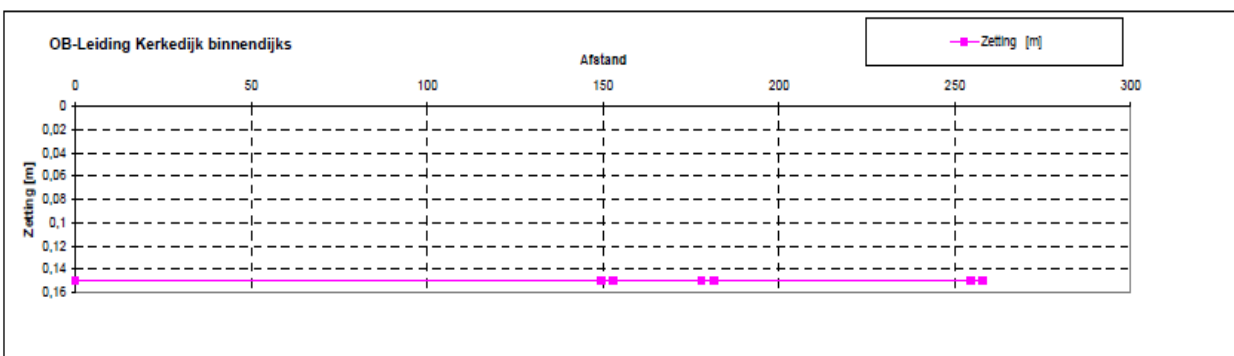 OB-Leiding Kerkedijk binnendijks
Zetting [m]
Afstand
0 50 100 150 200 250 300
0
0,02
0,04
0,06
0,08
0,1
0,12
0,14
0,16
Zetting [m]